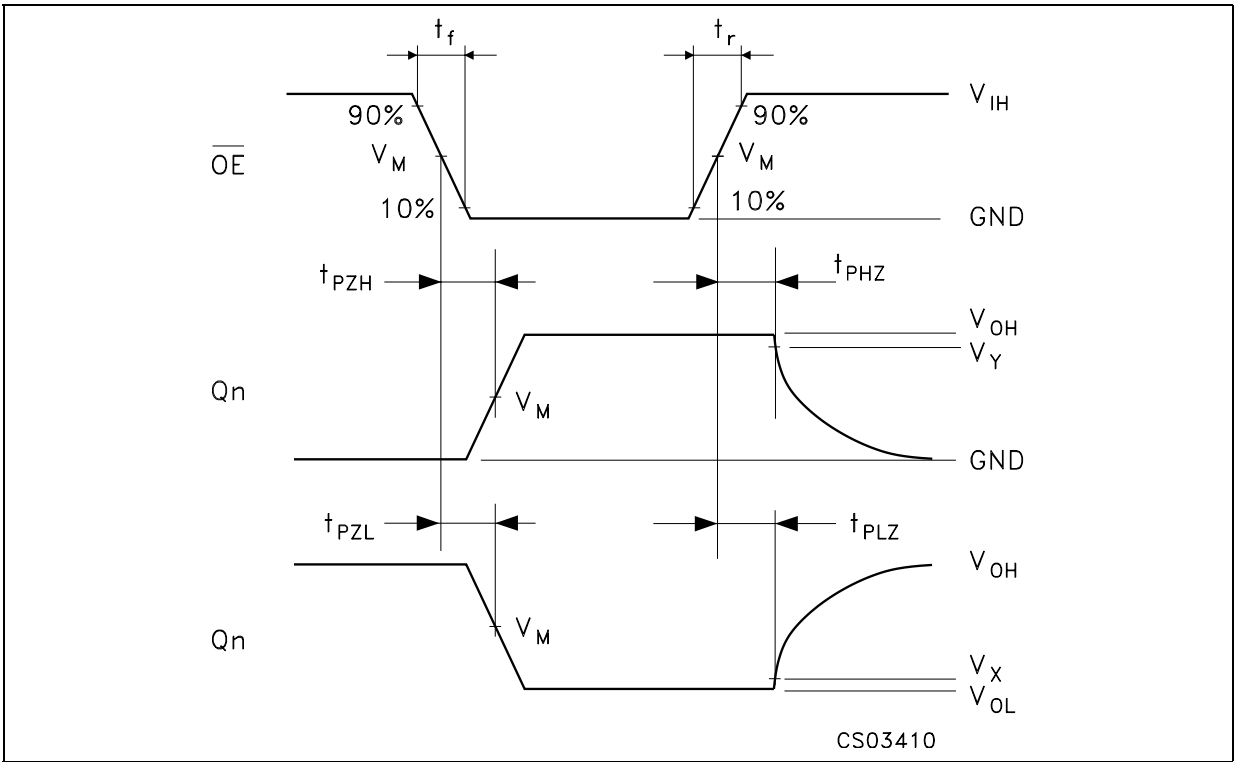 t_f
t_r
V_IH
90%
90%
V_M
V_M
O̅E̅
10%
10%
GND
t_PZH
t_PHZ
V_OH
V_Y
Qn
V_M
GND
t_PZL
t_PLZ
V_OH
Qn
V_M
V_X
V_OL
CS03410